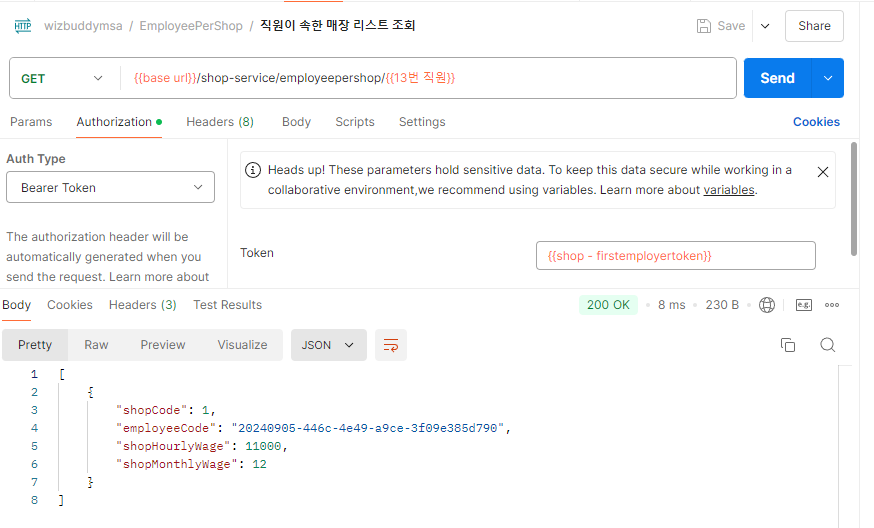 HTTP wizbuddymsa / EmployeePerShop / 직원이 속한 매장 리스트 조회 Save Share
GET {{base url}}/shop-service/employeepershop/{{13번 직원}} Send
Params Authorization Headers (8) Body Scripts Settings Cookies
Auth Type
Bearer Token
The authorization header will be
automatically generated when you
send the request. Learn more about
Heads up! These parameters hold sensitive data. To keep this data secure while working in a
collaborative environment,we recommend using variables. Learn more about variables.
Token {{shop - firstemployertoken}}
Body Cookies Headers (3) Test Results 200 OK 8 ms 230 B e.g.
Pretty Raw Preview Visualize JSON
1 [
2 {
3 "shopCode": 1,
4 "employeeCode": "20240905-446c-4e49-a9ce-3f09e385d790",
5 "shopHourlyWage": 11000,
6 "shopMonthlyWage": 12
7 }
8 ]